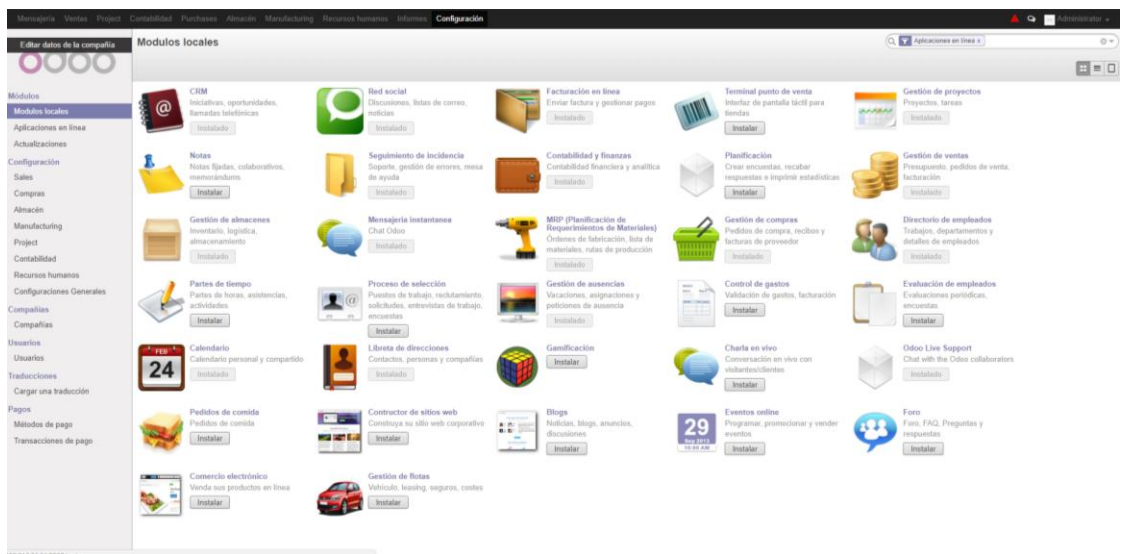 Mensajería Ventas Project Contabilidad Purchases Almacén Manufacturing Recursos humanos Informes Configuración
Administrator
Editar datos de la compañía
Modulos locales
Aplicaciones en línea x
Módulos
Modulos locales
Aplicaciones en línea
Actualizaciones
Configuración
Sales
Compras
Almacén
Manufacturing
Project
Contabilidad
Recursos humanos
Configuraciones Generales
Compañías
Compañías
Usuarios
Usuarios
Traducciones
Cargar una traducción
Pagos
Métodos de pago
Transacciones de pago
CRM
Iniciativas, oportunidades,
llamadas telefónicas
Instalado
Red social
Discusiones, listas de correo,
noticias
Instalado
Facturación en línea
Enviar factura y gestionar pagos
Instalado
Terminal punto de venta
Interfaz de pantalla táctil para
tiendas
Instalar
Gestión de proyectos
Proyectos, tareas
Instalado
Notas
Notas fijadas, colaborativos,
memorándums
Instalar
Seguimiento de incidencia
Soporte, gestión de errores, mesa
de ayuda
Instalado
Contabilidad y finanzas
Contabilidad financiera y analítica
Instalado
Planificación
Crear encuestas, recabar
respuestas e imprimir estadísticas
Instalar
Gestión de ventas
Presupuesto, pedidos de venta,
facturación
Instalado
Gestión de almacenes
Inventario, logística,
almacenamiento
Instalado
Mensajería instantanea
Chat Odoo
Instalado
MRP (Planificación de
Requerimientos de Materiales)
Órdenes de fabricación, lista de
materiales, rutas de producción
Instalado
Gestión de compras
Pedidos de compra, recibos y
facturas de proveedor
Instalado
Directorio de empleados
Trabajos, departamentos y
detalles de empleados
Instalado
Partes de tiempo
Partes de horas, asistencias,
actividades
Instalar
Proceso de selección
Puestos de trabajo, reclutamiento,
solicitudes, entrevistas de trabajo,
encuestas
Instalar
Gestión de ausencias
Vacaciones, asignaciones y
peticiones de ausencia
Instalado
Control de gastos
Validación de gastos, facturación
Instalar
Evaluación de empleados
Evaluaciones periódicas,
encuestas
Instalar
FEB
24
Calendario
Calendario personal y compartido
Instalado
Libreta de direcciones
Contactos, personas y compañías
Instalado
Gamificación
Instalar
Charla en vivo
Conversación en vivo con
visitantes/clientes
Instalar
Odoo Live Support
Chat with the Odoo collaborators
Instalado
Pedidos de comida
Pedidos de comida
Instalar
Contructor de sitios web
Construya su sitio web corporativo
Instalar
Blogs
Noticias, blogs, anuncios,
discusiones
Instalar
29
Sep 2013
Eventos online
Programar, promocionar y vender
eventos
Instalar
Foro
Foro, FAQ, Preguntas y
respuestas
Instalar
Comercio electrónico
Venda sus productos en línea
Instalar
Gestión de flotas
Vehículo, leasing, seguros, costes
Instalar